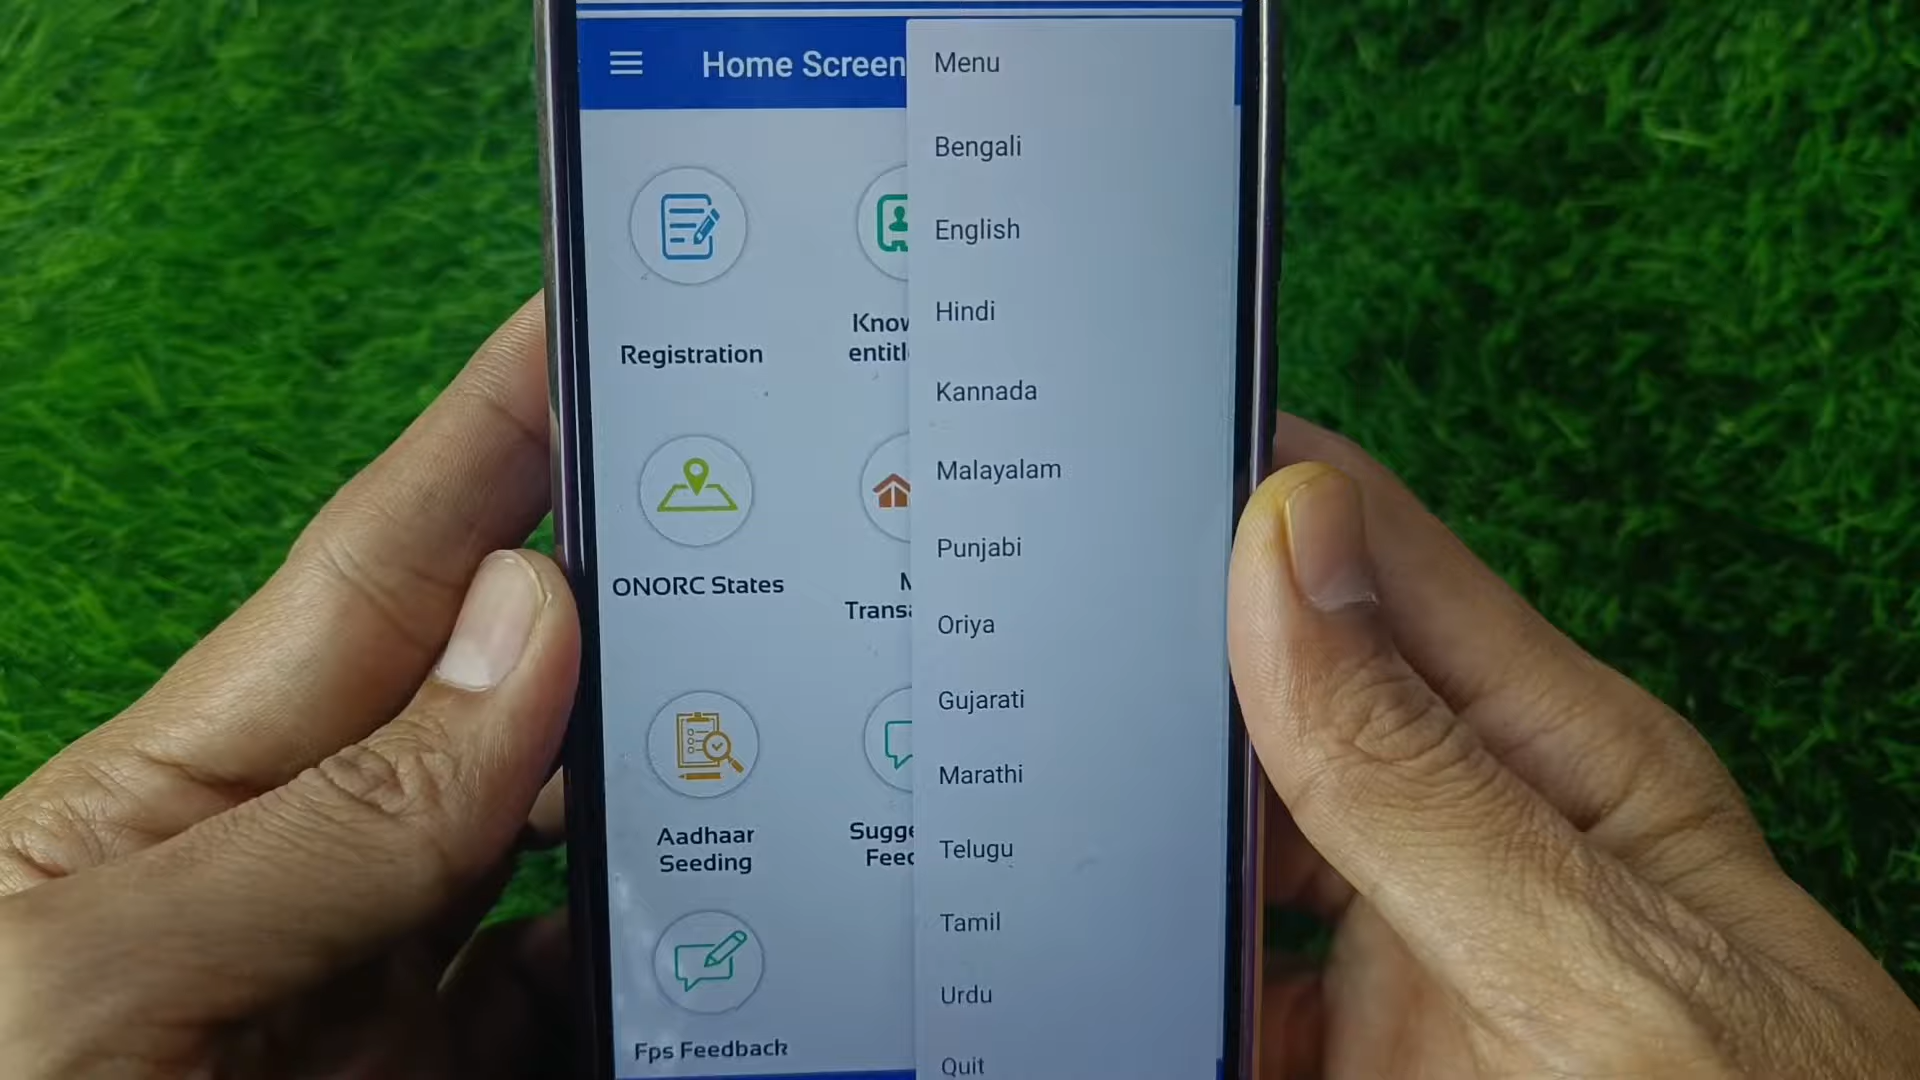 Home Screen
Registration
Know
entitl
ONORC States
Transa
Aadhaar
Seeding
Sugge
Feed
Fps Feedback
Menu
Bengali
English
Hindi
Kannada
Malayalam
Punjabi
Oriya
Gujarati
Marathi
Telugu
Tamil
Urdu
Quit